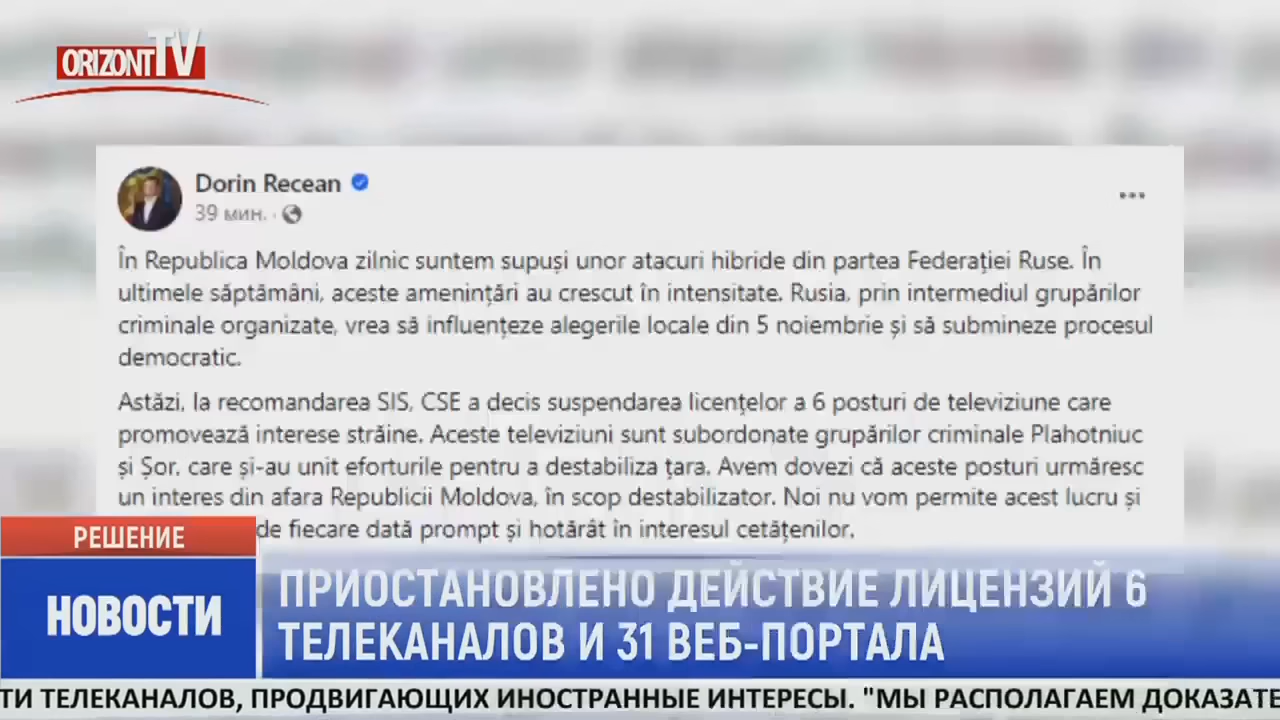 ORIZONT TV
Dorin Recean
39 мин. ·
În Republica Moldova zilnic suntem supuși unor atacuri hibride din partea Federației Ruse. În
ultimele săptămâni, aceste amenințări au crescut în intensitate. Rusia, prin intermediul grupărilor
criminale organizate, vrea să influențeze alegerile locale din 5 noiembrie și să submineze procesul
democratic.
Astăzi, la recomandarea SIS, CSE a decis suspendarea licențelor a 6 posturi de televiziune care
promovează interese străine. Aceste televiziuni sunt subordonate grupărilor criminale Plahotniuc
și Șor, care și-au unit eforturile pentru a destabiliza țara. Avem dovezi că aceste posturi urmăresc
un interes din afara Republicii Moldova, în scop destabilizator. Noi nu vom permite acest lucru și
de fiecare dată prompt și hotărât în interesul cetățenilor.
РЕШЕНИЕ
НОВОСТИ
ПРИОСТАНОВЛЕНО ДЕЙСТВИЕ ЛИЦЕНЗИЙ 6
ТЕЛЕКАНАЛОВ И 31 ВЕБ-ПОРТАЛА
ТИ ТЕЛЕКАНАЛОВ, ПРОДВИГАЮЩИХ ИНОСТРАННЫЕ ИНТЕРЕСЫ. "МЫ РАСПОЛАГАЕМ ДОКАЗАТЕ